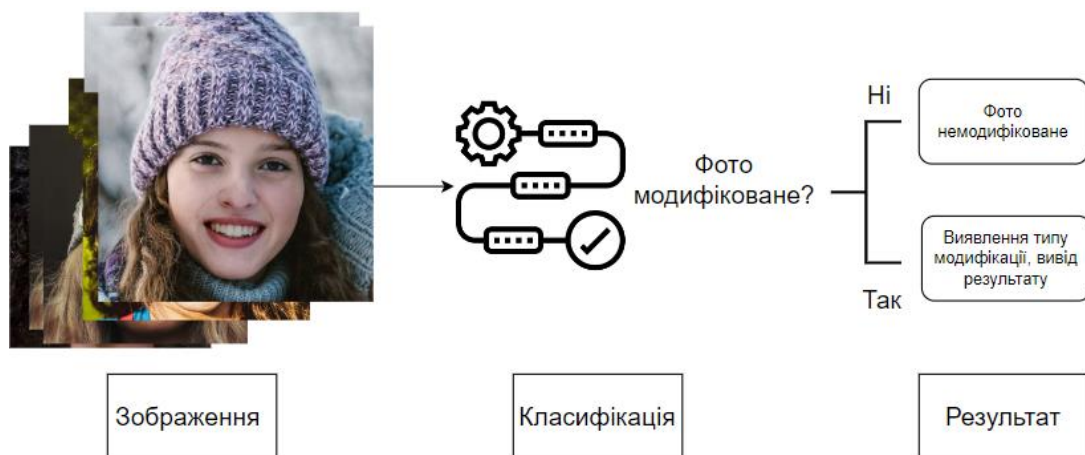 Фото
модифіковане?
Ні
Фото
немодифіковане
Так
Виявлення типу
модифікації, вивід
результату
Зображення
Класифікація
Результат